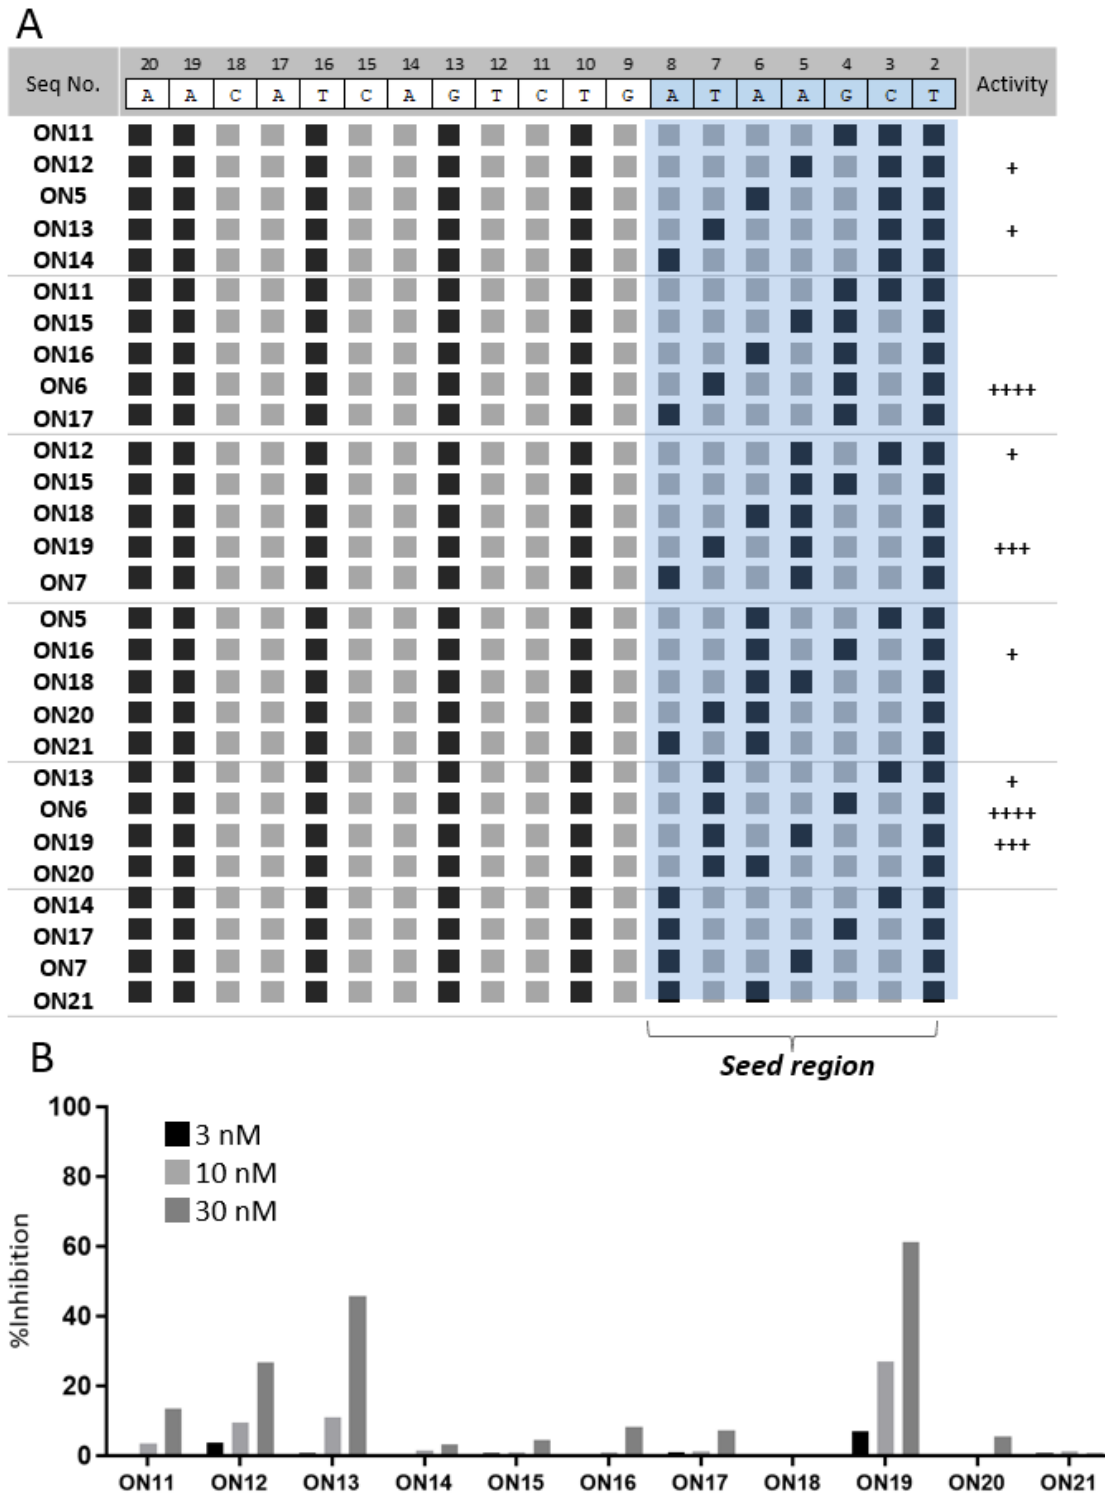 A
Seq No. 20 19 18 17 16 15 14 13 12 11 10 9 8 7 6 5 4 3 2 Activity
A A C A T C A G T C T G A T A A G C T
ON11
ON12 +
ON5
ON13 +
ON14
ON11
ON15
ON16
ON6 ++++
ON17
ON12 +
ON15
ON18
ON19 +++
ON7
ON5
ON16 +
ON18
ON20
ON21
ON13 +
ON6 ++++
ON19 +++
ON20
ON14
ON17
ON7
ON21
Seed region
B
%Inhibition
100
80
60
40
20
0
3 nM
10 nM
30 nM
ON11 ON12 ON13 ON14 ON15 ON16 ON17 ON18 ON19 ON20 ON21